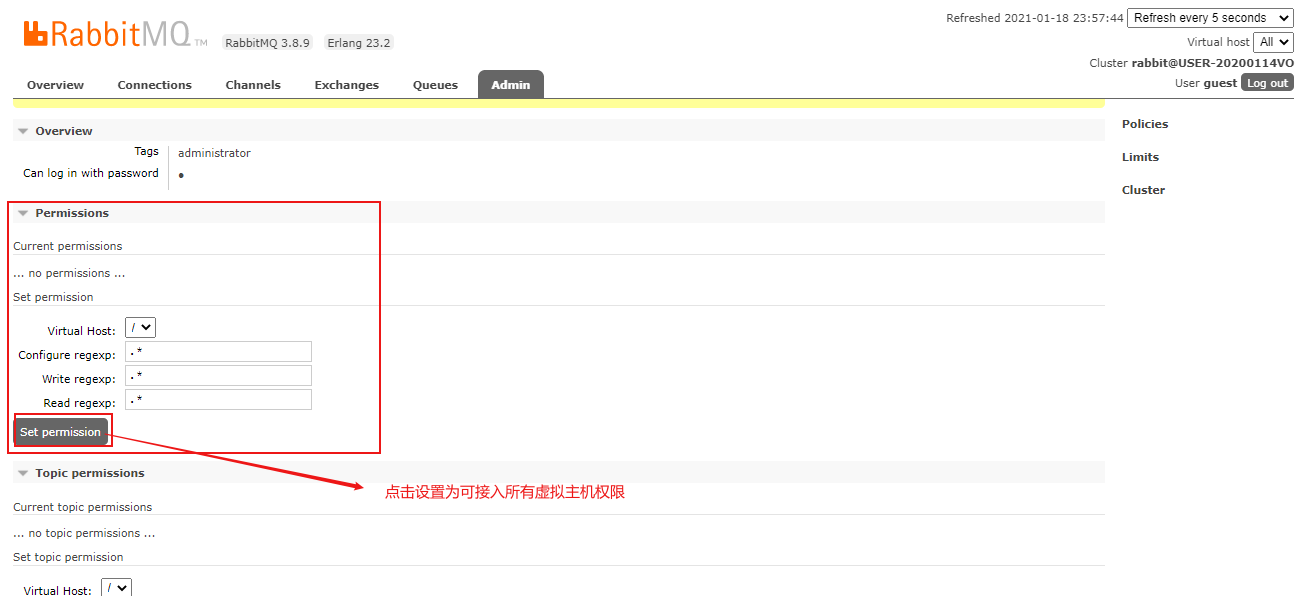 RabbitMQ TM RabbitMQ 3.8.9 Erlang 23.2
Refreshed 2021-01-18 23:57:44 Refresh every 5 seconds
Virtual host All
Cluster rabbit@USER-20200114VO
User guest Log out
Overview Connections Channels Exchanges Queues Admin
Policies
Limits
Cluster
Overview
Tags administrator
Can log in with password ●
Permissions
Current permissions
... no permissions ...
Set permission
Virtual Host: /
Configure regexp: .*
Write regexp: .*
Read regexp: .*
Set permission
点击设置为可接入所有虚拟主机权限
Topic permissions
Current topic permissions
... no topic permissions ...
Set topic permission
Virtual Host: /